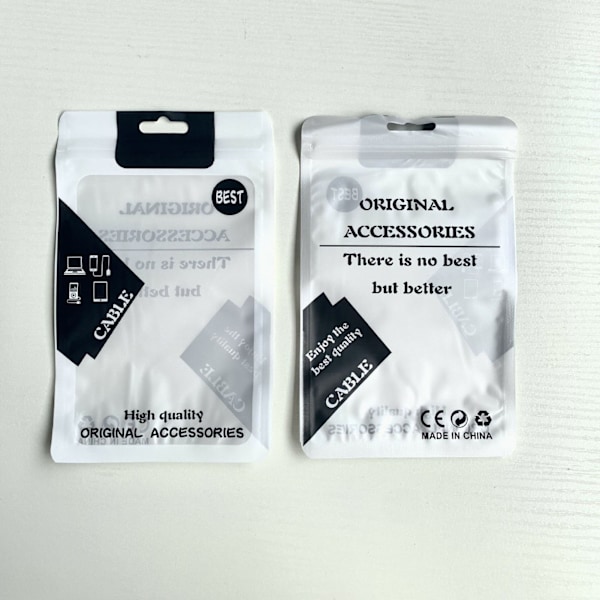 BEST
CABLE
High quality
ORIGINAL ACCESSORIES
ORIGINAL
ACCESSORIES
There is no best
but better
Enjoy the
best quality
CABLE
CE
MADE IN CHINA